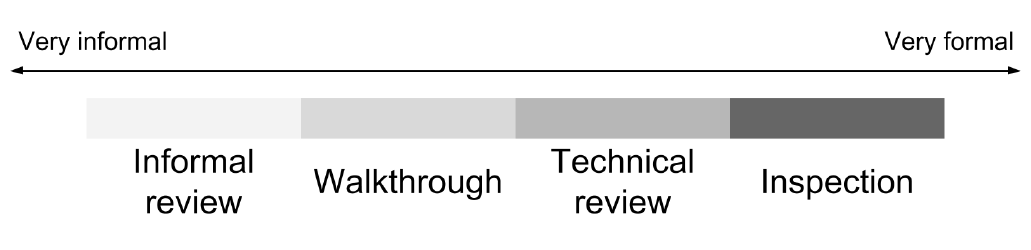 Very informal
Very formal
Informal
review
Walkthrough
Technical
review
Inspection